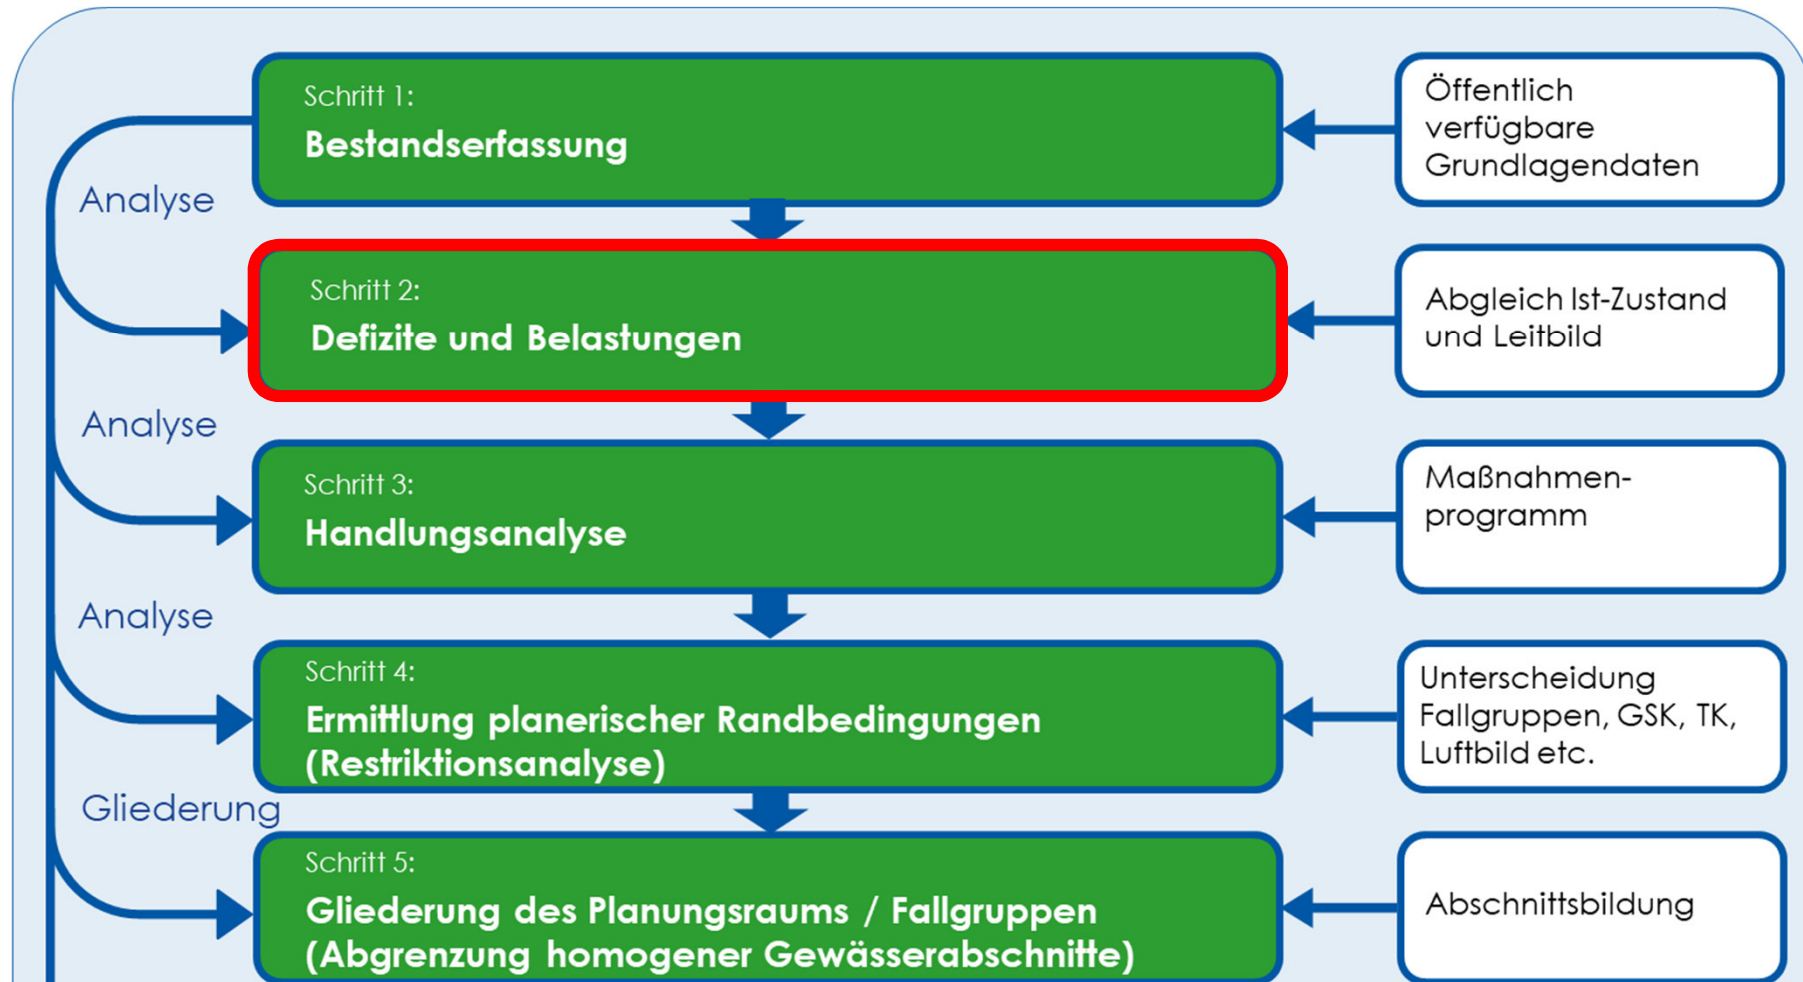 Schritt 1:
Bestandserfassung
Öffentlich
verfügbare
Grundlagendaten
Analyse
Schritt 2:
Defizite und Belastungen
Abgleich Ist-Zustand
und Leitbild
Analyse
Schritt 3:
Handlungsanalyse
Maßnahmen-
programm
Analyse
Schritt 4:
Ermittlung planerischer Randbedingungen
(Restriktionsanalyse)
Unterscheidung
Fallgruppen, GSK, TK,
Luftbild etc.
Gliederung
Schritt 5:
Gliederung des Planungsraums / Fallgruppen
(Abgrenzung homogener Gewässerabschnitte)
Abschnittsbildung